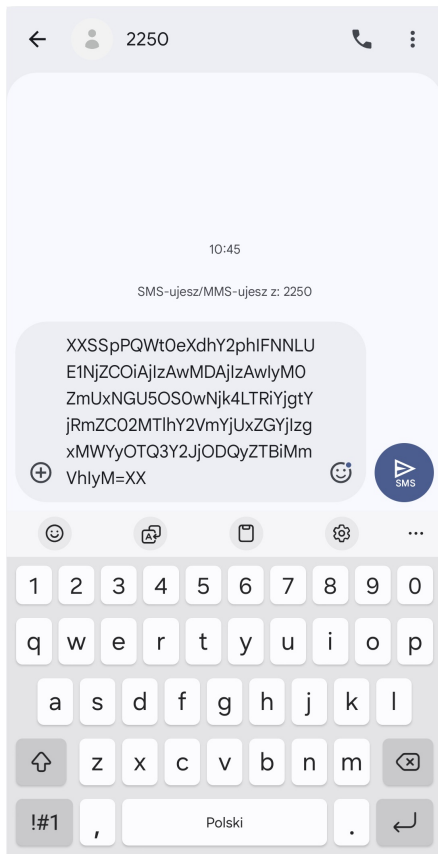 2250
10:45
SMS-ujesz/MMS-ujesz z: 2250
XXSSpPQWt0eXdhY2phIFNNLU
E1NjZCOiAjIzAwMDAjIzAwIyM0
ZmUxNGU5OS0wNjk4LTRiYjgtY
jRmZC02MTlhY2VmYjUxZGYjIzg
xMWYyOTQ3Y2JjODQyZTBiMm
VhIyM=XX
SMS
1 2 3 4 5 6 7 8 9 0
q w e r t y u i o p
a s d f g h j k l
z x c v b n m
!#1 , Polski .